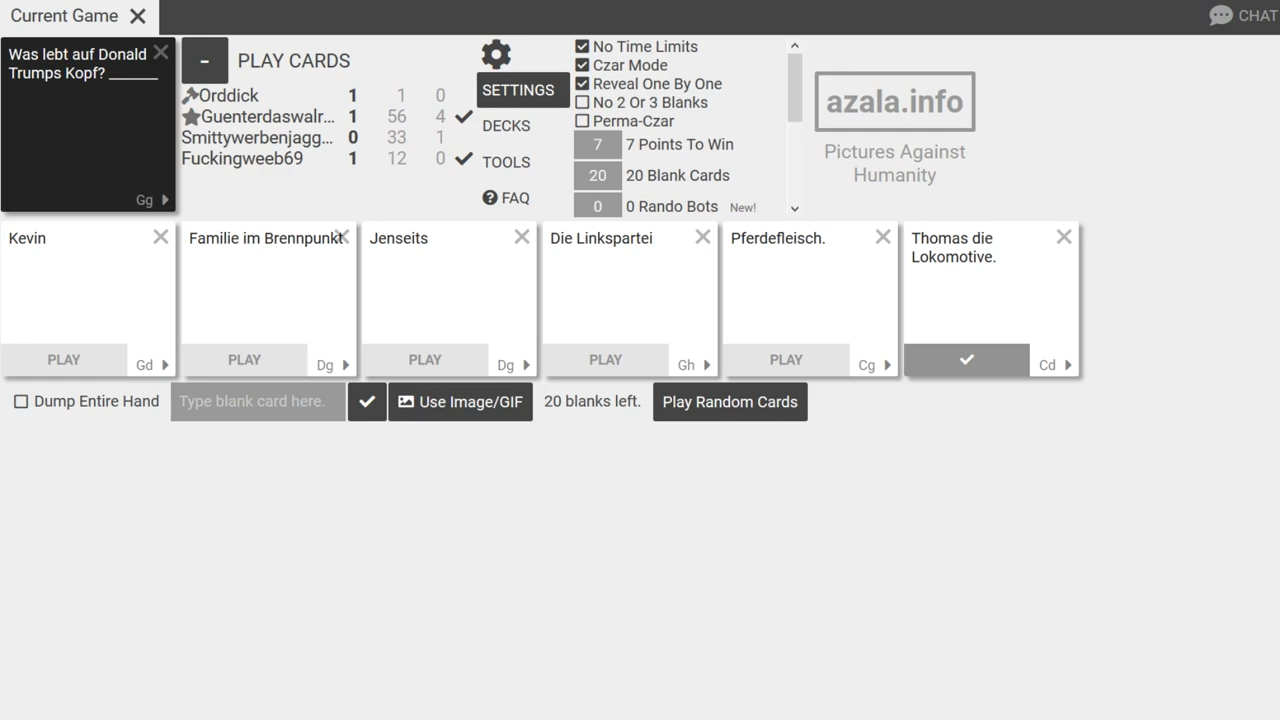 Current Game
CHAT
Was lebt auf Donald
Trumps Kopf? ______
Gg
-
PLAY CARDS
Orddick 1 1 0
Guenterdaswalr... 1 56 4
Smittywerbenjagg... 0 33 1
Fuckingweeb69 1 12 0
SETTINGS
DECKS
TOOLS
FAQ
No Time Limits
Czar Mode
Reveal One By One
No 2 Or 3 Blanks
Perma-Czar
7 7 Points To Win
20 20 Blank Cards
0 0 Rando Bots New!
azala.info
Pictures Against
Humanity
Kevin
PLAY
Gd
Familie im Brennpunkt
PLAY
Dg
Jenseits
PLAY
Dg
Die Linkspartei
PLAY
Gh
Pferdefleisch.
PLAY
Cg
Thomas die
Lokomotive.
Cd
Dump Entire Hand
Type blank card here.
Use Image/GIF
20 blanks left.
Play Random Cards